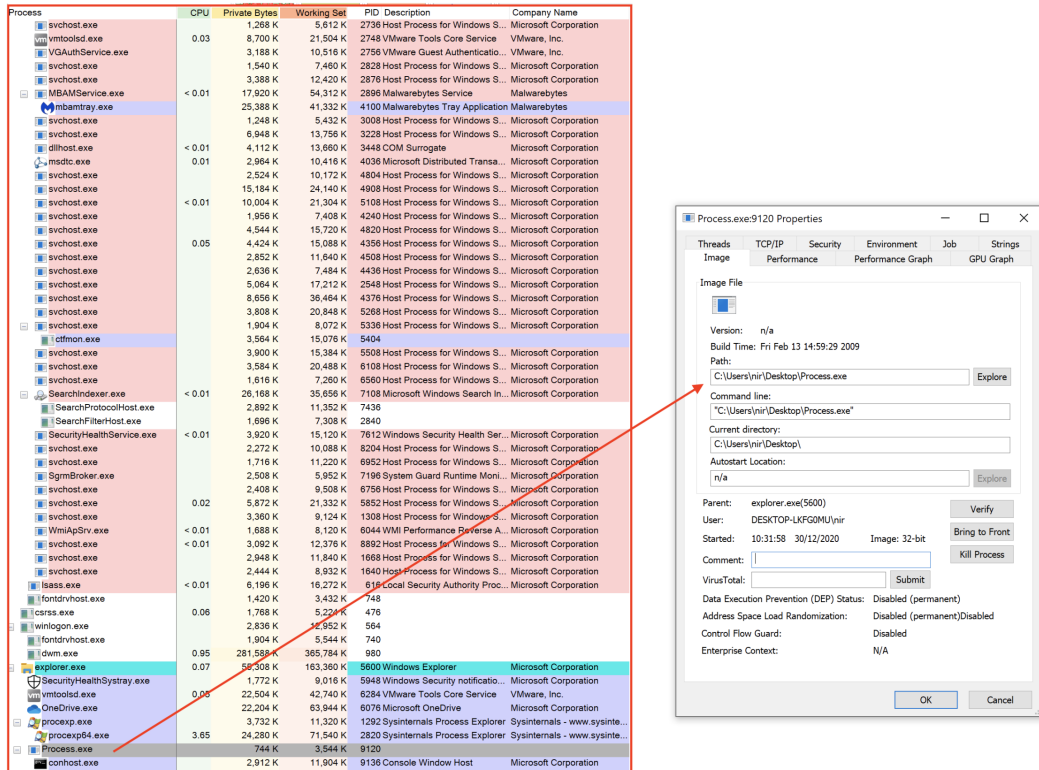 Process CPU Private Bytes Working Set PID Description Company Name
svchost.exe 1,268 K 5,612 K 2736 Host Process for Windows S... Microsoft Corporation
vmtoolsd.exe 0.03 8,700 K 21,504 K 2748 VMware Tools Core Service VMware, Inc.
VGAuthService.exe 3,188 K 10,516 K 2756 VMware Guest Authenticatio... VMware, Inc.
svchost.exe 1,540 K 7,460 K 2828 Host Process for Windows S... Microsoft Corporation
svchost.exe 3,388 K 12,420 K 2876 Host Process for Windows S... Microsoft Corporation
MBAMService.exe < 0.01 17,920 K 54,312 K 2896 Malwarebytes Service Malwarebytes
mbamtray.exe 25,388 K 41,332 K 4100 Malwarebytes Tray Application Malwarebytes
svchost.exe 1,248 K 5,432 K 3008 Host Process for Windows S... Microsoft Corporation
svchost.exe 6,948 K 13,756 K 3228 Host Process for Windows S... Microsoft Corporation
dllhost.exe < 0.01 4,112 K 13,660 K 3448 COM Surrogate Microsoft Corporation
msdtc.exe 0.01 2,964 K 10,416 K 4036 Microsoft Distributed Transa... Microsoft Corporation
svchost.exe 2,524 K 10,172 K 4804 Host Process for Windows S... Microsoft Corporation
svchost.exe 15,184 K 24,140 K 4908 Host Process for Windows S... Microsoft Corporation
svchost.exe < 0.01 10,004 K 21,304 K 5108 Host Process for Windows S... Microsoft Corporation
svchost.exe 1,956 K 7,408 K 4240 Host Process for Windows S... Microsoft Corporation
svchost.exe 4,544 K 15,720 K 4820 Host Process for Windows S... Microsoft Corporation
svchost.exe 0.05 4,424 K 15,088 K 4356 Host Process for Windows S... Microsoft Corporation
svchost.exe 2,852 K 11,640 K 4508 Host Process for Windows S... Microsoft Corporation
svchost.exe 2,636 K 7,484 K 4436 Host Process for Windows S... Microsoft Corporation
svchost.exe 5,064 K 17,212 K 2548 Host Process for Windows S... Microsoft Corporation
svchost.exe 8,656 K 36,464 K 4376 Host Process for Windows S... Microsoft Corporation
svchost.exe 3,808 K 20,848 K 5268 Host Process for Windows S... Microsoft Corporation
svchost.exe 1,904 K 8,072 K 5336 Host Process for Windows S... Microsoft Corporation
ctfmon.exe 3,564 K 15,076 K 5404
svchost.exe 3,900 K 15,384 K 5508 Host Process for Windows S... Microsoft Corporation
svchost.exe 3,584 K 20,488 K 6108 Host Process for Windows S... Microsoft Corporation
svchost.exe 1,616 K 7,260 K 6560 Host Process for Windows S... Microsoft Corporation
SearchIndexer.exe < 0.01 26,168 K 35,656 K 7108 Microsoft Windows Search In... Microsoft Corporation
SearchProtocolHost.exe 2,892 K 11,352 K 7436
SearchFilterHost.exe 1,696 K 7,308 K 2840
SecurityHealthService.exe < 0.01 3,920 K 15,120 K 7612 Windows Security Health Ser... Microsoft Corporation
svchost.exe 2,272 K 10,088 K 8204 Host Process for Windows S... Microsoft Corporation
svchost.exe 1,716 K 11,220 K 6952 Host Process for Windows S... Microsoft Corporation
SgrmBroker.exe 2,508 K 5,952 K 7196 System Guard Runtime Moni... Microsoft Corporation
svchost.exe 2,408 K 9,508 K 6756 Host Process for Windows S... Microsoft Corporation
svchost.exe 0.02 5,872 K 21,332 K 5852 Host Process for Windows S... Microsoft Corporation
svchost.exe 3,360 K 9,124 K 1308 Host Process for Windows S... Microsoft Corporation
WmiApSrv.exe < 0.01 1,688 K 8,120 K 6044 WMI Performance Reverse A... Microsoft Corporation
svchost.exe < 0.01 3,092 K 12,376 K 8892 Host Process for Windows S... Microsoft Corporation
svchost.exe 2,948 K 11,840 K 1668 Host Process for Windows S... Microsoft Corporation
svchost.exe 2,444 K 8,932 K 1640 Host Process for Windows S... Microsoft Corporation
lsass.exe < 0.01 6,196 K 16,272 K 616 Local Security Authority Proc... Microsoft Corporation
fontdrvhost.exe 1,420 K 3,432 K 748
csrss.exe 0.06 1,768 K 5,224 K 476
winlogon.exe 2,836 K 12,952 K 564
fontdrvhost.exe 1,904 K 5,544 K 740
dwm.exe 0.95 281,588 K 365,784 K 980
explorer.exe 0.07 163,360 K 5600 Windows Explorer Microsoft Corporation
SecurityHealthSystray.exe 1,772 K 9,016 K 5948 Windows Security notificatio... Microsoft Corporation
vmtoolsd.exe 0.05 22,504 K 42,740 K 6284 VMware Tools Core Service VMware, Inc.
OneDrive.exe 22,204 K 63,944 K 6076 Microsoft OneDrive Microsoft Corporation
procexp.exe 3,732 K 11,320 K 1292 Sysinternals Process Explorer Sysinternals - www.sysinte...
procexp64.exe 3.65 24,280 K 71,540 K 2820 Sysinternals Process Explorer Sysinternals - www.sysinte...
Process.exe 744 K 3,544 K 9120
conhost.exe 2,912 K 11,904 K 9136 Console Window Host Microsoft Corporation
Process.exe:9120 Properties
Threads TCP/IP Security Environment Job Strings
Image Performance Performance Graph GPU Graph
Image File
Version: n/a
Build Time: Fri Feb 13 14:59:29 2009
Path:
C:\Users\nir\Desktop\Process.exe Explore
Command line:
"C:\Users\nir\Desktop\Process.exe"
Current directory:
C:\Users\nir\Desktop\
Autostart Location:
n/a Explore
Parent: explorer.exe(5600) Verify
User: DESKTOP-LKFG0MU\nir
Bring to Front
Started: 10:31:58 30/12/2020 Image: 32-bit
Comment: Kill Process
VirusTotal: Submit
Data Execution Prevention (DEP) Status: Disabled (permanent)
Address Space Load Randomization: Disabled (permanent)Disabled
Control Flow Guard: Disabled
Enterprise Context: N/A
OK Cancel